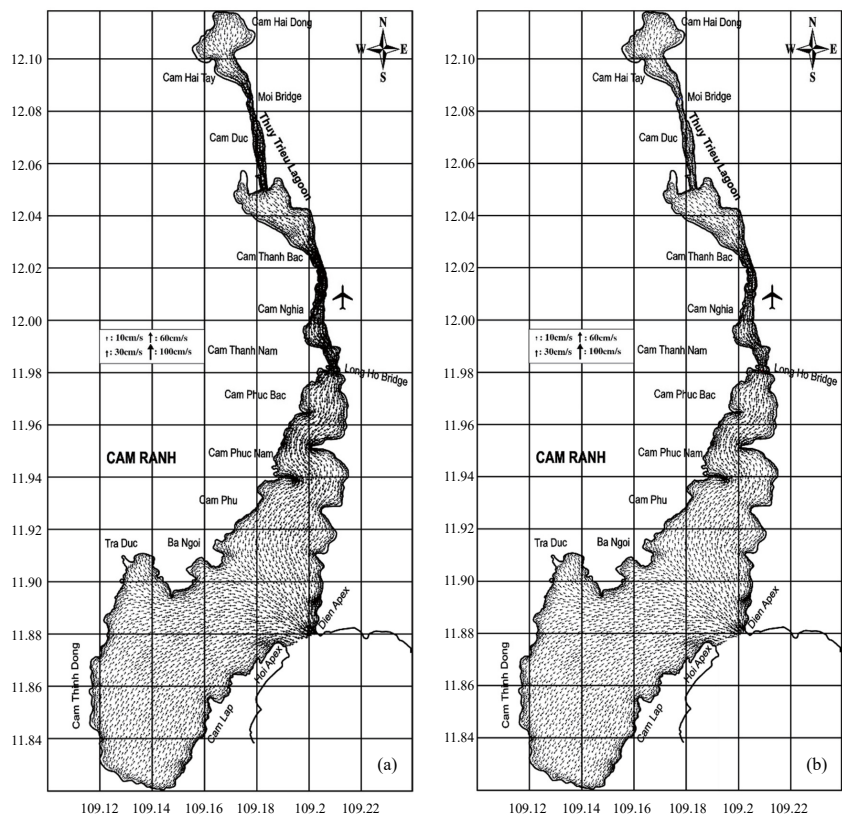 Cam Hai Dong
N
W E
S
12.10
Cam Hai Tay
Moi Bridge
12.08
Cam Duc
Thuy Trieu Lagoon
12.06
12.04
Cam Thanh Bac
12.02
Cam Nghia
12.00
: 10cm/s : 60cm/s
: 30cm/s : 100cm/s
Cam Thanh Nam
Long Ho Bridge
11.98
Cam Phuc Bac
11.96
CAM RANH
Cam Phuc Nam
11.94
Cam Phu
11.92
Tra Duc
Ba Ngoi
11.90
Dien Apex
11.88
Hoi Apex
Cam Thinh Dong
11.86
Cam Lap
11.84
(a)
109.12 109.14 109.16 109.18 109.2 109.22
Cam Hai Dong
N
W E
S
12.10
Cam Hai Tay
Moi Bridge
12.08
Cam Duc
Thuy Trieu Lagoon
12.06
12.04
Cam Thanh Bac
12.02
Cam Nghia
12.00
: 10cm/s : 60cm/s
: 30cm/s : 100cm/s
Cam Thanh Nam
Long Ho Bridge
11.98
Cam Phuc Bac
11.96
CAM RANH
Cam Phuc Nam
11.94
Cam Phu
11.92
Tra Duc
Ba Ngoi
11.90
Dien Apex
11.88
Hoi Apex
Cam Thinh Dong
11.86
Cam Lap
11.84
(b)
109.12 109.14 109.16 109.18 109.2 109.22